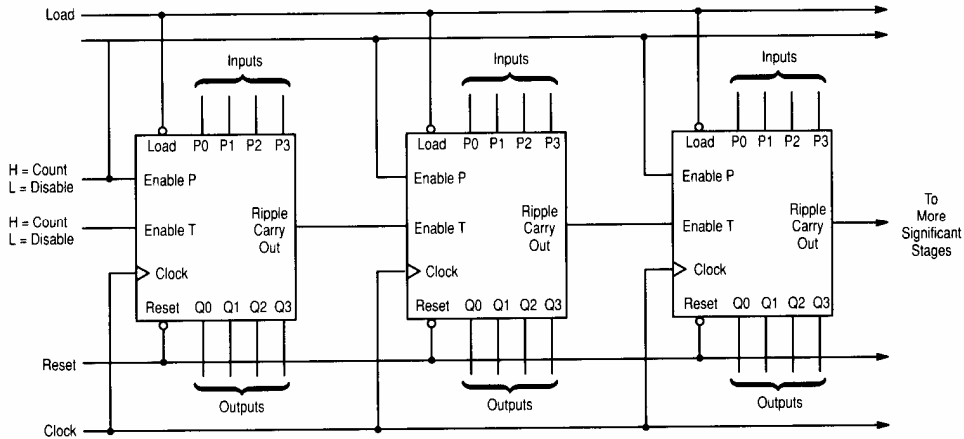 Load
Inputs
Inputs
Inputs
Load P0 P1 P2 P3
Load P0 P1 P2 P3
Load P0 P1 P2 P3
H = Count
L = Disable
Enable P
Enable P
Enable P
H = Count
L = Disable
Enable T
Ripple
Carry
Out
Enable T
Ripple
Carry
Out
Enable T
Ripple
Carry
Out
To
More
Significant
Stages
Clock
Clock
Clock
Reset Q0 Q1 Q2 Q3
Reset Q0 Q1 Q2 Q3
Reset Q0 Q1 Q2 Q3
Reset
Outputs
Outputs
Outputs
Clock